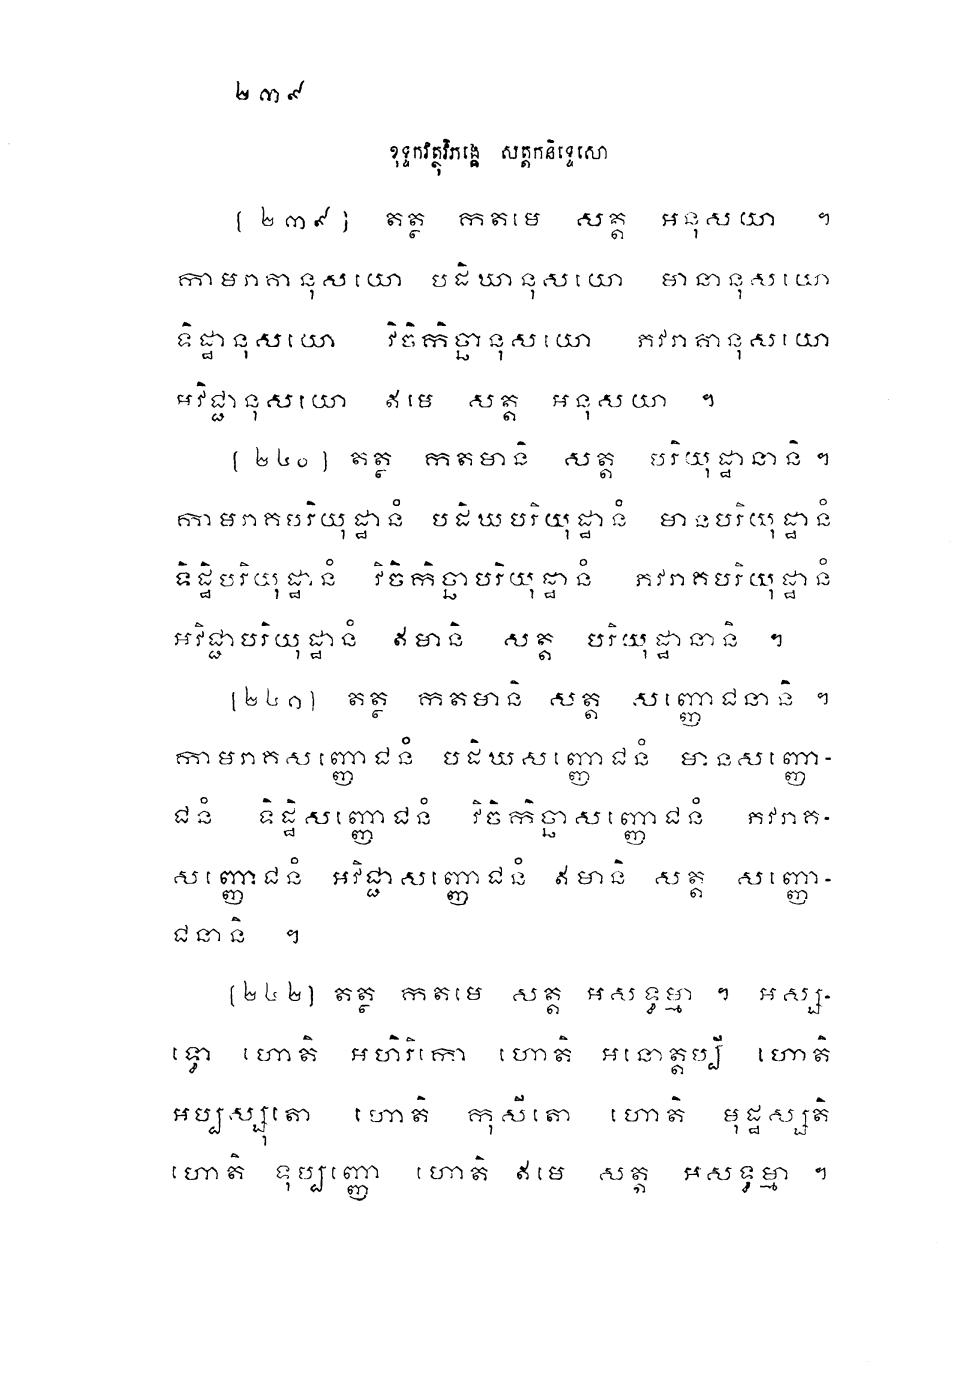 ២៣៩
ខុទ្ទកវត្ថុវិភង្គេ សត្តកនិទ្ទេសោ
[២៣៩] តត្ថ កតមេ សត្ត អនុសយា ។
កាមរាគានុសយោ បដិឃានុសយោ មានានុសយោ
ទិដ្ឋានុសយោ វិចិកិច្ឆានុសយោ ភវរាគានុសយោ
អវិជ្ជានុសយោ ឥមេ សត្ត អនុសយា ។
[២៤០] តត្ថ កតមានិ សត្ត បរិយុដ្ឋានានិ ។
កាមរាគបរិយុដ្ឋានំ បដិឃបរិយុដ្ឋានំ មានបរិយុដ្ឋានំ
ទិដ្ឋិបរិយុដ្ឋានំ វិចិកិច្ឆាបរិយុដ្ឋានំ ភវរាគបរិយុដ្ឋានំ
អវិជ្ជាបរិយុដ្ឋានំ ឥមានិ សត្ត បរិយុដ្ឋានានិ ។
[២៤១] តត្ថ កតមានិ សត្ត សញ្ញោជនានិ ។
កាមរាគសញ្ញោជនំ បដិឃសញ្ញោជនំ មានសញ្ញោ-
ជនំ ទិដ្ឋិសញ្ញោជនំ វិចិកិច្ឆាសញ្ញោជនំ ភវរាគ-
សញ្ញោជនំ អវិជ្ជាសញ្ញោជនំ ឥមានិ សត្ត សញ្ញោ-
ជនានិ ។
[២៤២] តត្ថ កតមេ សត្ត អសទ្ធម្មា ។ អស្ស-
ទ្ធោ ហោតិ អហិរិកោ ហោតិ អនោត្តប្បី ហោតិ
អប្បស្សុតោ ហោតិ កុសីតោ ហោតិ មុដ្ឋស្សតិ
ហោតិ ទុប្បញ្ញោ ហោតិ ឥមេ សត្ត អសទ្ធម្មា ។